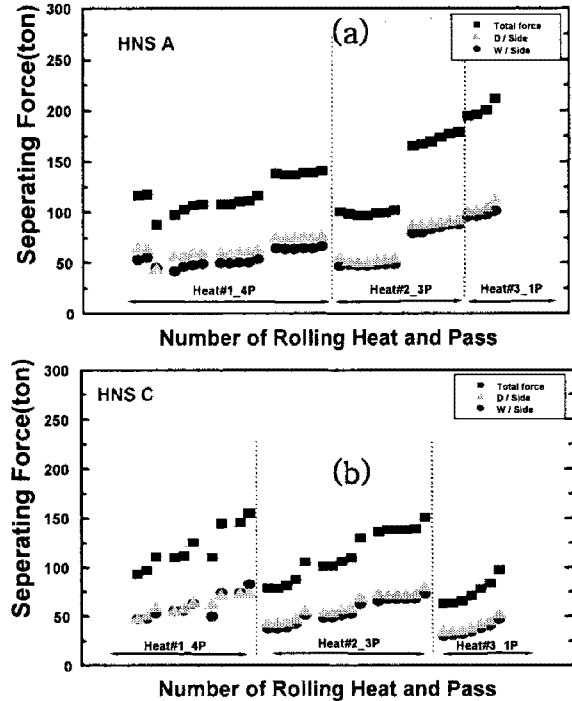 300
250
200
150
100
50
0
Seperating Force(ton)
HNS A
(a)
Total force
D / Side
W / Side
Heat#1_4P
Heat#2_3P
Heat#3_1P
Number of Rolling Heat and Pass
300
250
200
150
100
50
0
Seperating Force(ton)
HNS C
(b)
Total force
D / Side
W / Side
Heat#1_4P
Heat#2_3P
Heat#3_1P
Number of Rolling Heat and Pass